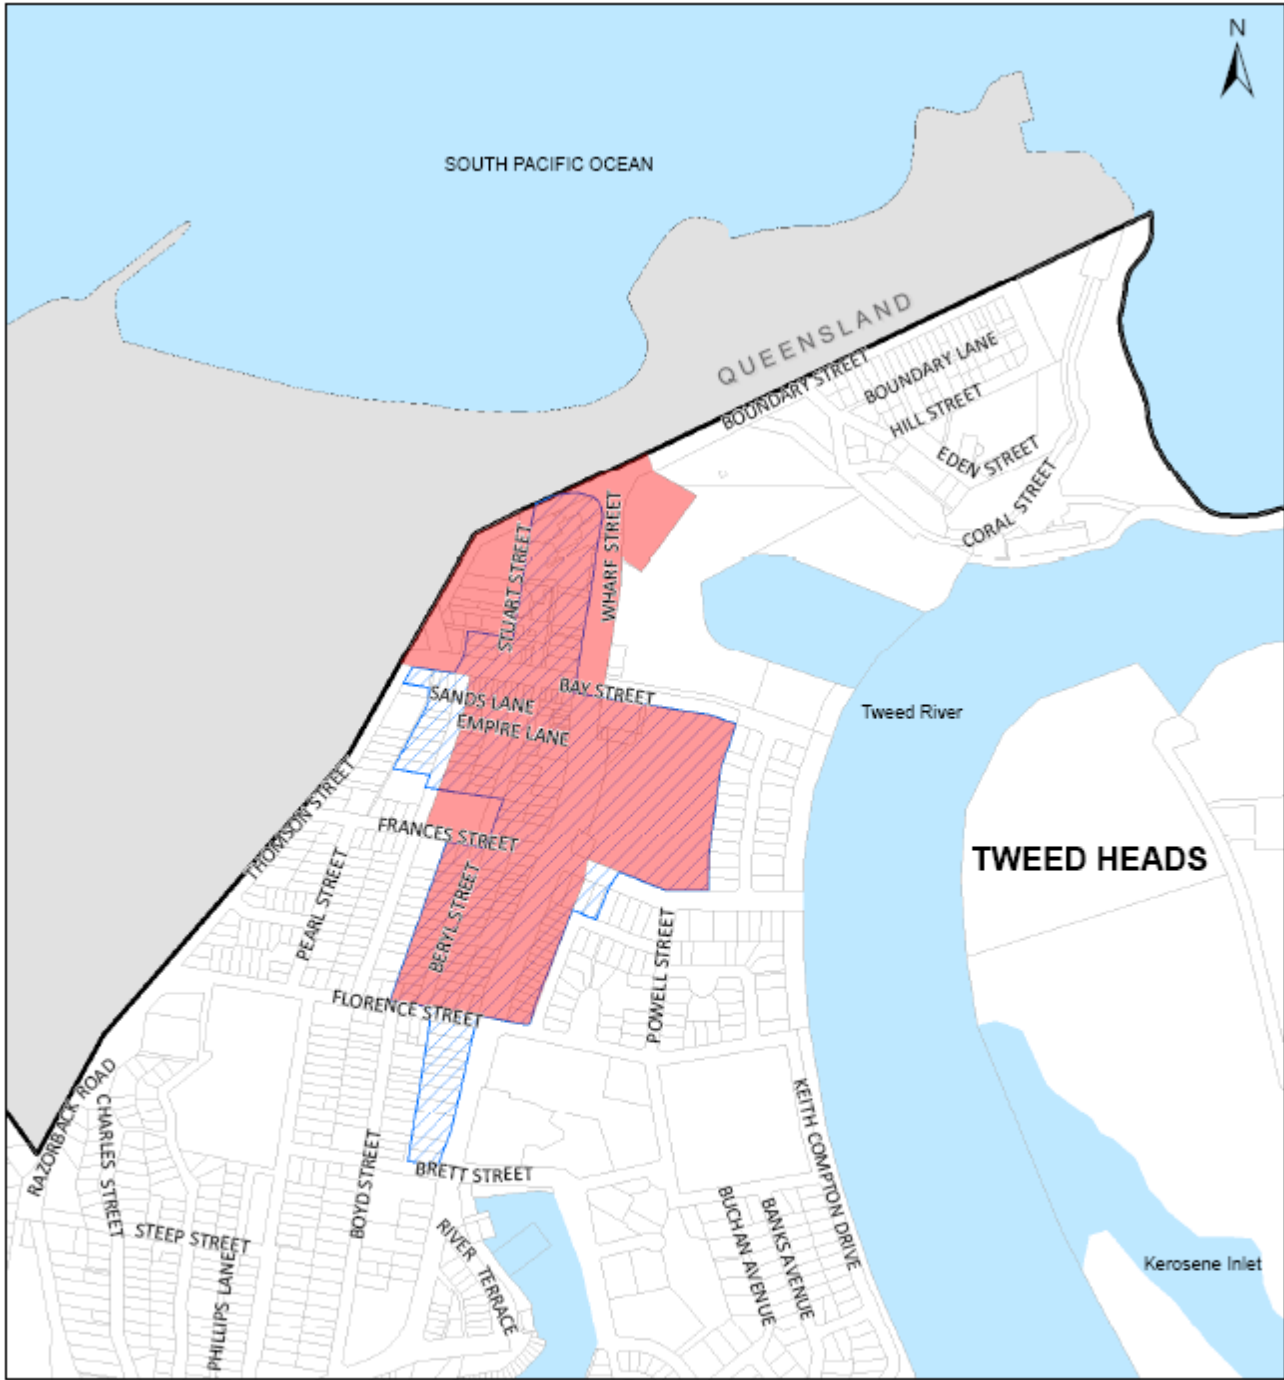 N
SOUTH PACIFIC OCEAN
QUEENSLAND
BOUNDARY STREET
BOUNDARY LANE
HILL STREET
EDEN STREET
CORAL STREET
STUART STREET
WHARF STREET
BAY STREET
SANDS LANE
EMPIRE LANE
Tweed River
THOMSON STREET
FRANCES STREET
TWEED HEADS
PEARL STREET
BERYL STREET
POWELL STREET
FLORENCE STREET
RAZORBACK ROAD
CHARLES STREET
KEITH COMPTON DRIVE
BOYD STREET
BRETT STREET
STEEP STREET
PHILLIPS LANE
RIVER TERRACE
BUCHAN AVENUE
BANKS AVENUE
Kerosene Inlet